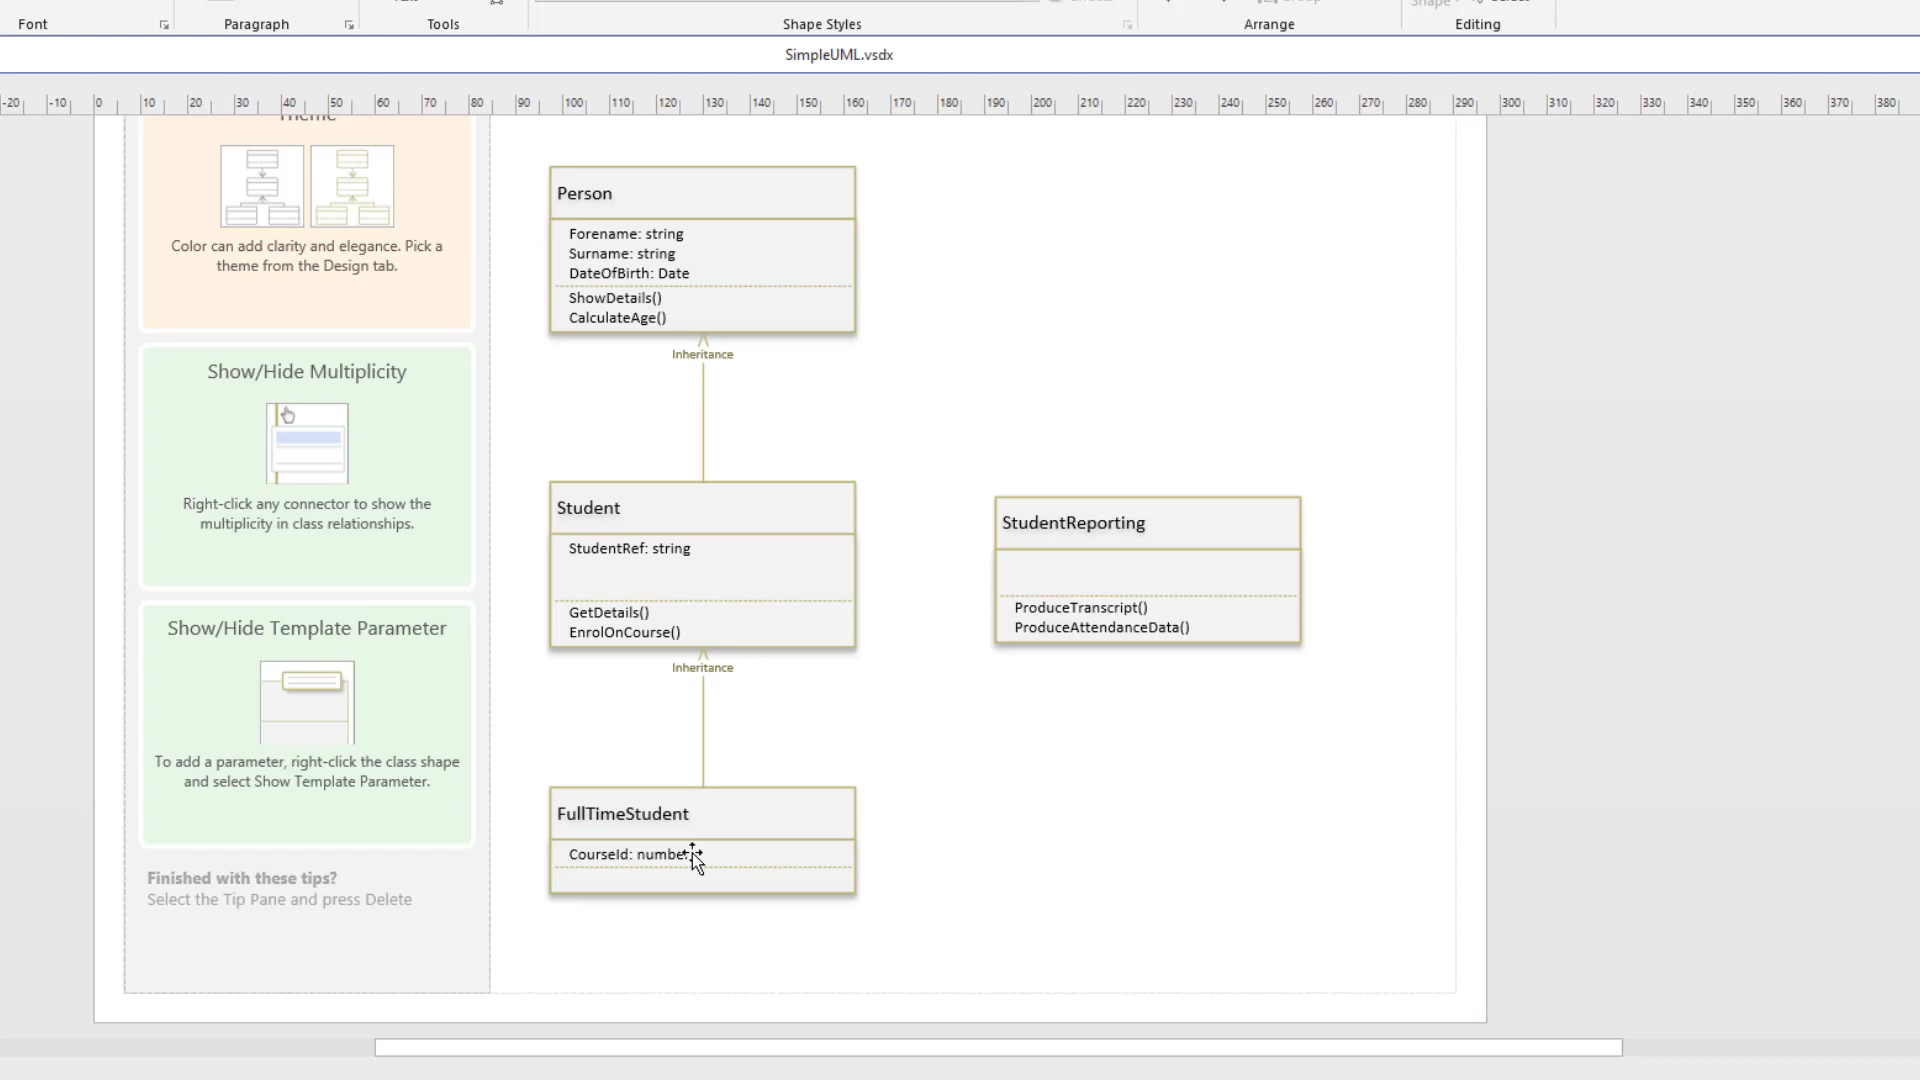 Font
Paragraph
Tools
Shape Styles
Arrange
Editing
SimpleUML.vsdx
-20 -10 0 10 20 30 40 50 60 70 80 90 100 110 120 130 140 150 160 170 180 190 200 210 220 230 240 250 260 270 280 290 300 310 320 330 340 350 360 370 380
Theme
Color can add clarity and elegance. Pick a
theme from the Design tab.
Show/Hide Multiplicity
Right-click any connector to show the
multiplicity in class relationships.
Show/Hide Template Parameter
To add a parameter, right-click the class shape
and select Show Template Parameter.
Finished with these tips?
Select the Tip Pane and press Delete
Person
Forename: string
Surname: string
DateOfBirth: Date
ShowDetails()
CalculateAge()
Inheritance
Student
StudentRef: string
GetDetails()
EnrolOnCourse()
Inheritance
FullTimeStudent
CourseId: number
StudentReporting
ProduceTranscript()
ProduceAttendanceData()